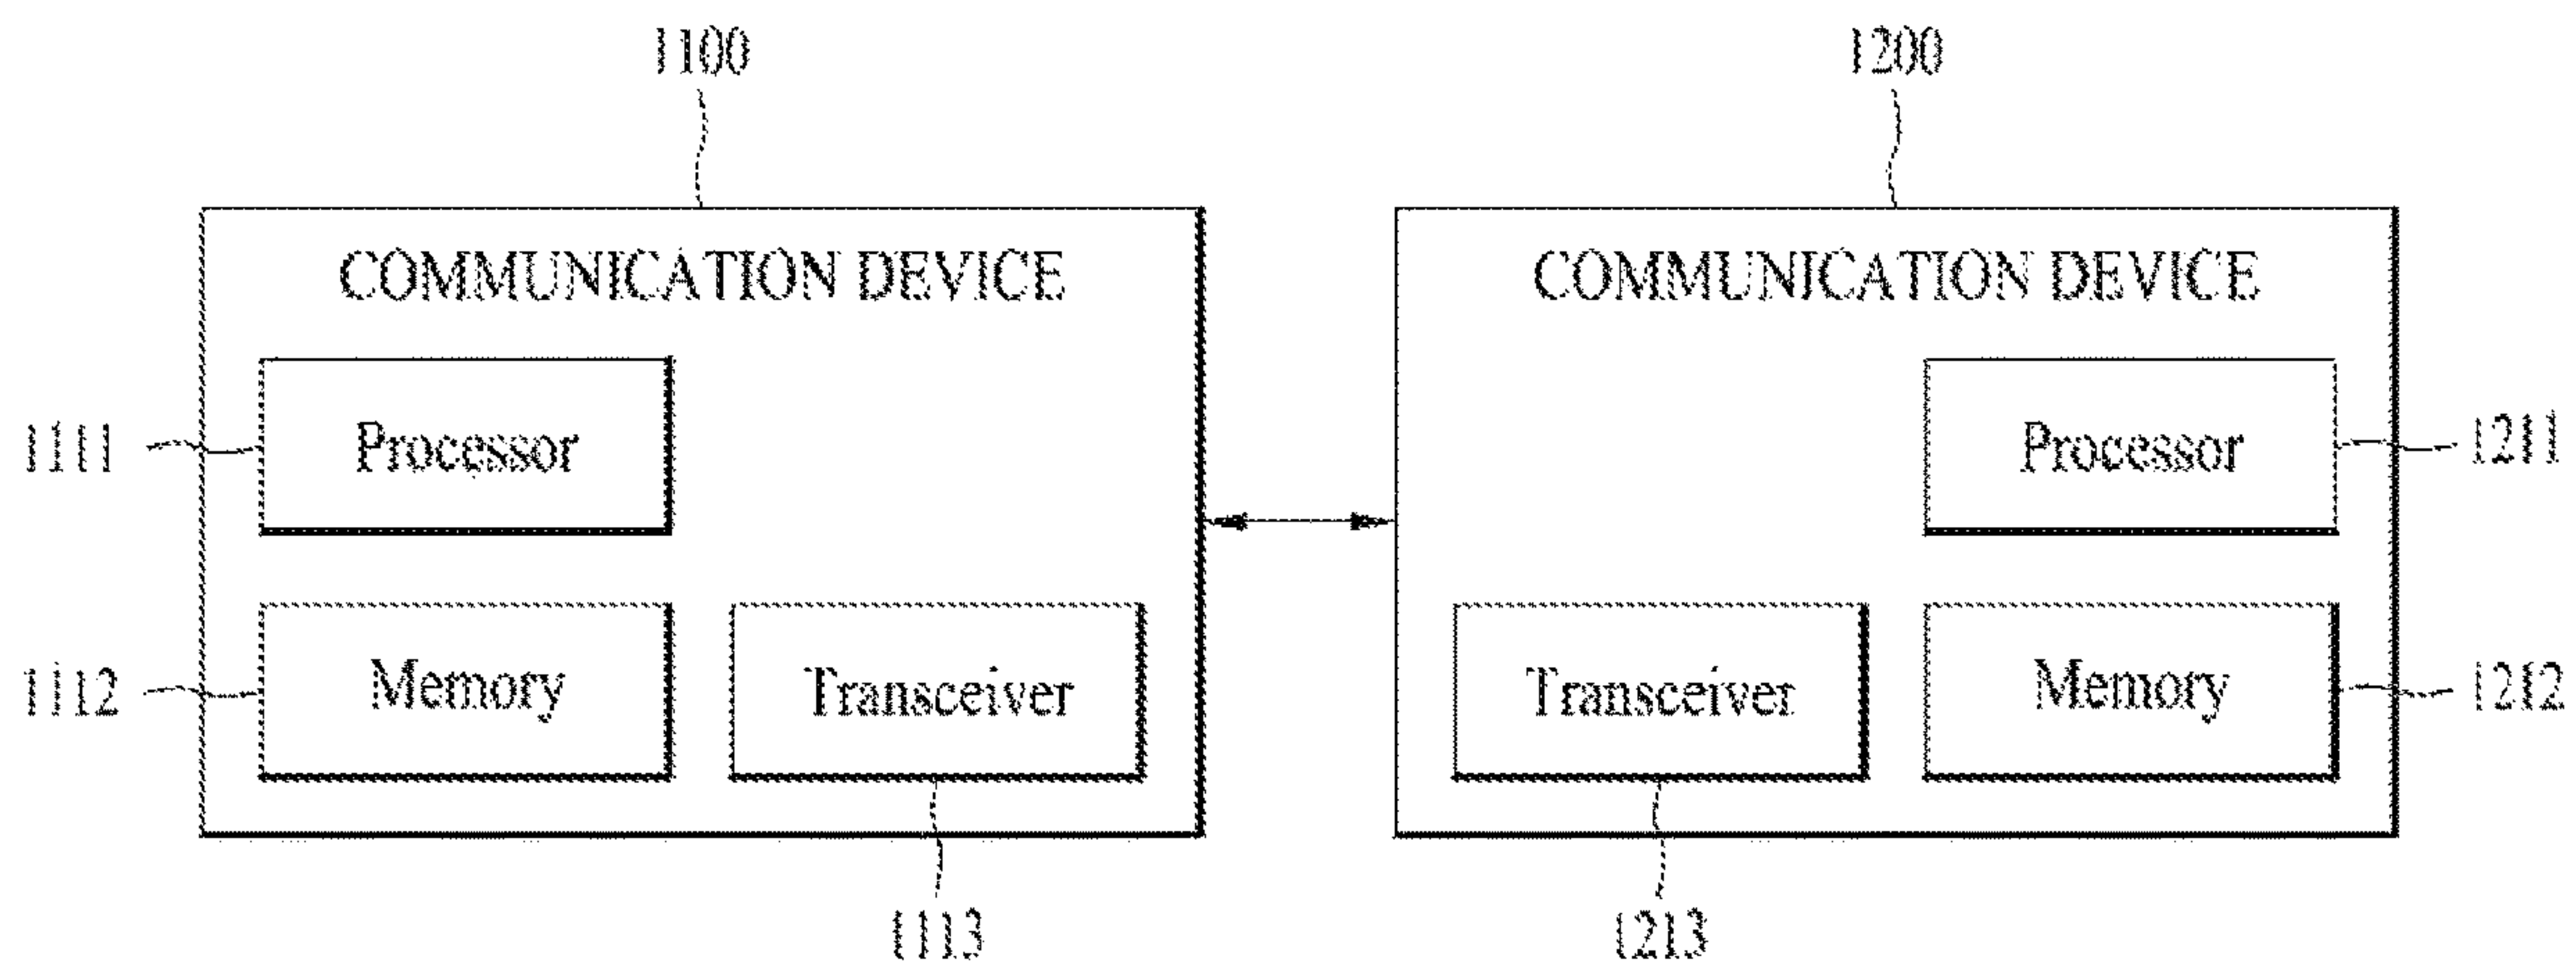 1100
1200
COMMUNICATION DEVICE
COMMUNICATION DEVICE
Processor
Processor
1111
1211
Memory
Transceiver
Transceiver
Memory
1112
1212
1113
1213